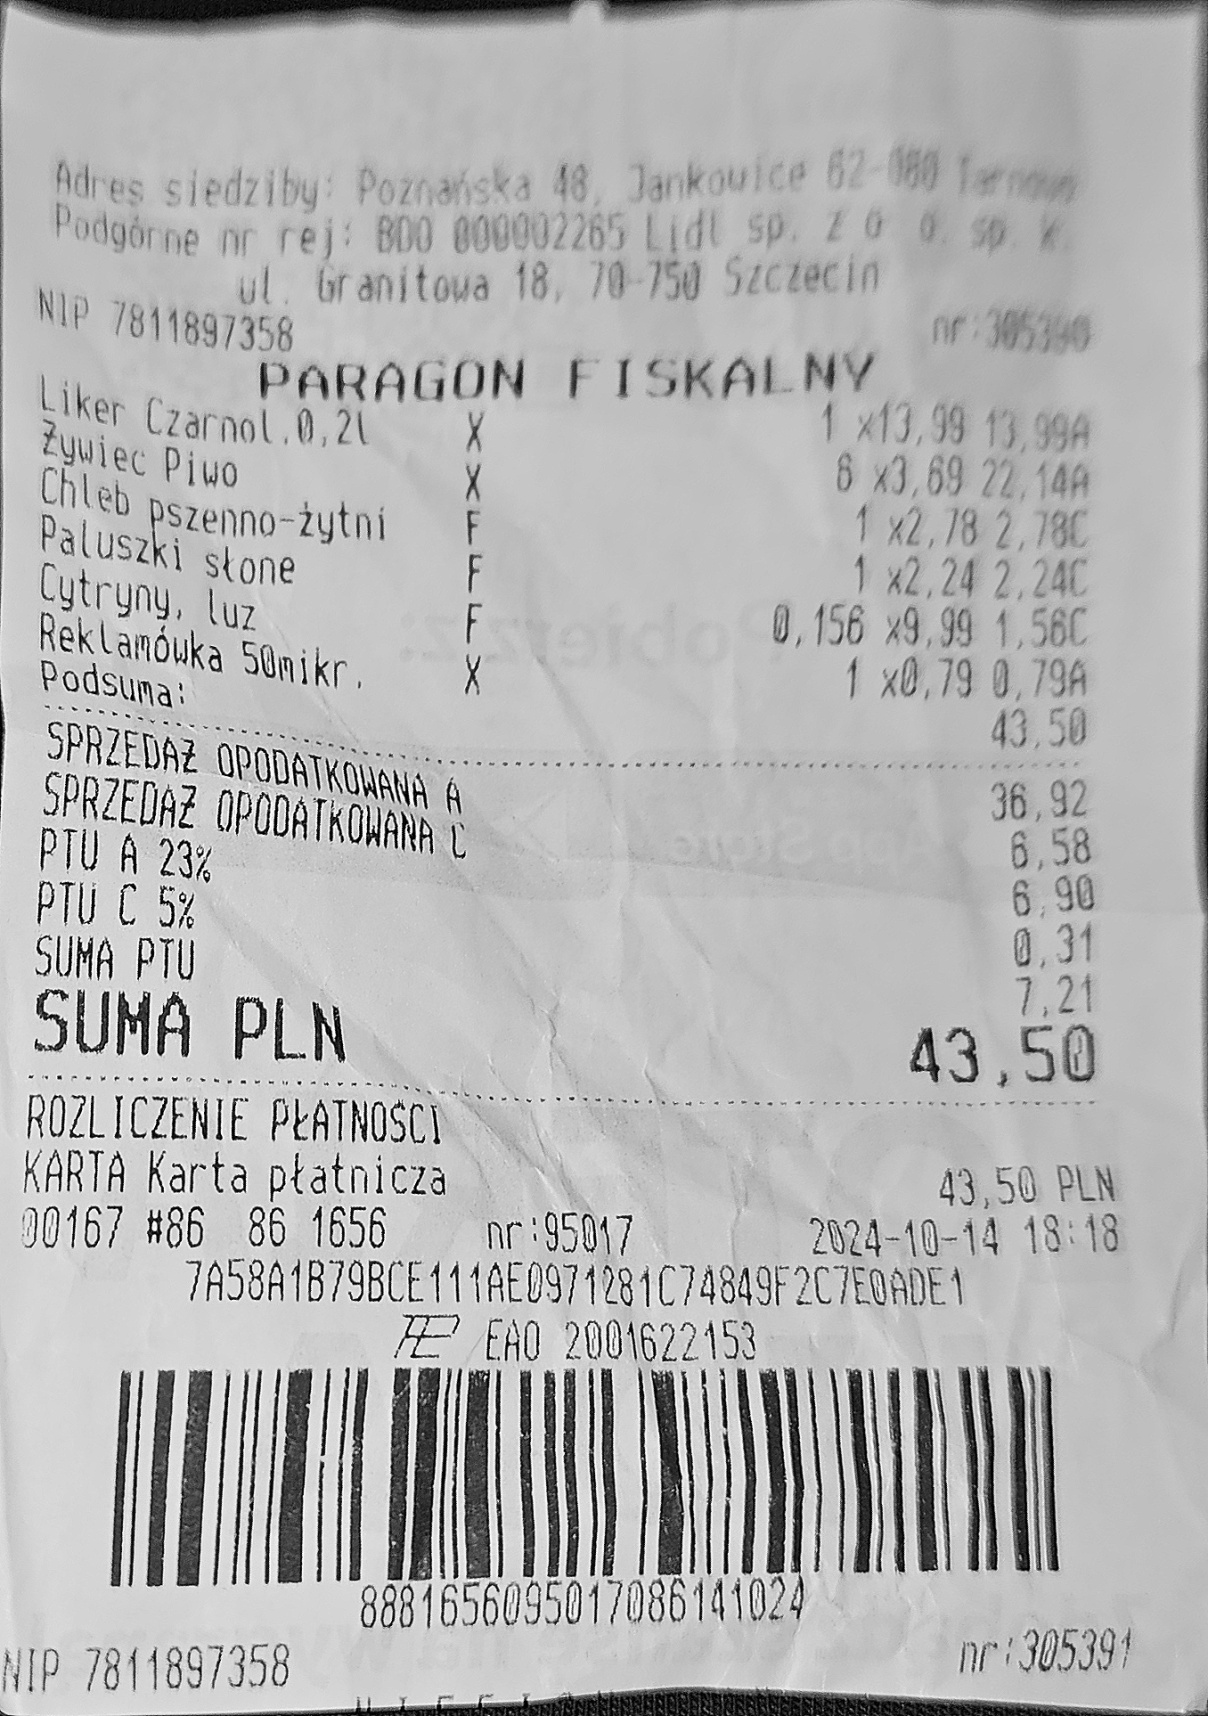 Adres siedziby: Poznańska 48, Jankowice 62-080 Tarnowo
Podgórne nr rej: BDO 000002265 Lidl sp. z o. o. sp. k.
ul. Granitowa 18, 70-750 Szczecin
NIP 7811897358 nr:305390
PARAGON FISKALNY
Liker Czarnol.0,2l X 1 x13,99 13,99A
Żywiec Piwo X 6 x3,69 22,14A
Chleb pszenno-żytni F 1 x2,78 2,78C
Paluszki słone F 1 x2,24 2,24C
Cytryny, luz F 0,156 x9,99 1,56C
Reklamówka 50mikr. X 1 x0,79 0,79A
Podsuma: 43,50
SPRZEDAŻ OPODATKOWANA A 36,92
SPRZEDAŻ OPODATKOWANA C 6,58
PTU A 23% 6,90
PTU C 5% 0,31
SUMA PTU 7,21
SUMA PLN 43,50
ROZLICZENIE PŁATNOŚCI
KARTA Karta płatnicza 43,50 PLN
00167 #86 86 1656 nr:95017 2024-10-14 18:18
7A58A1B79BCE111AE0971281C74849F2C7E0ADE1
EAO 2001622153
8881656095017086141024
NIP 7811897358 nr:305391